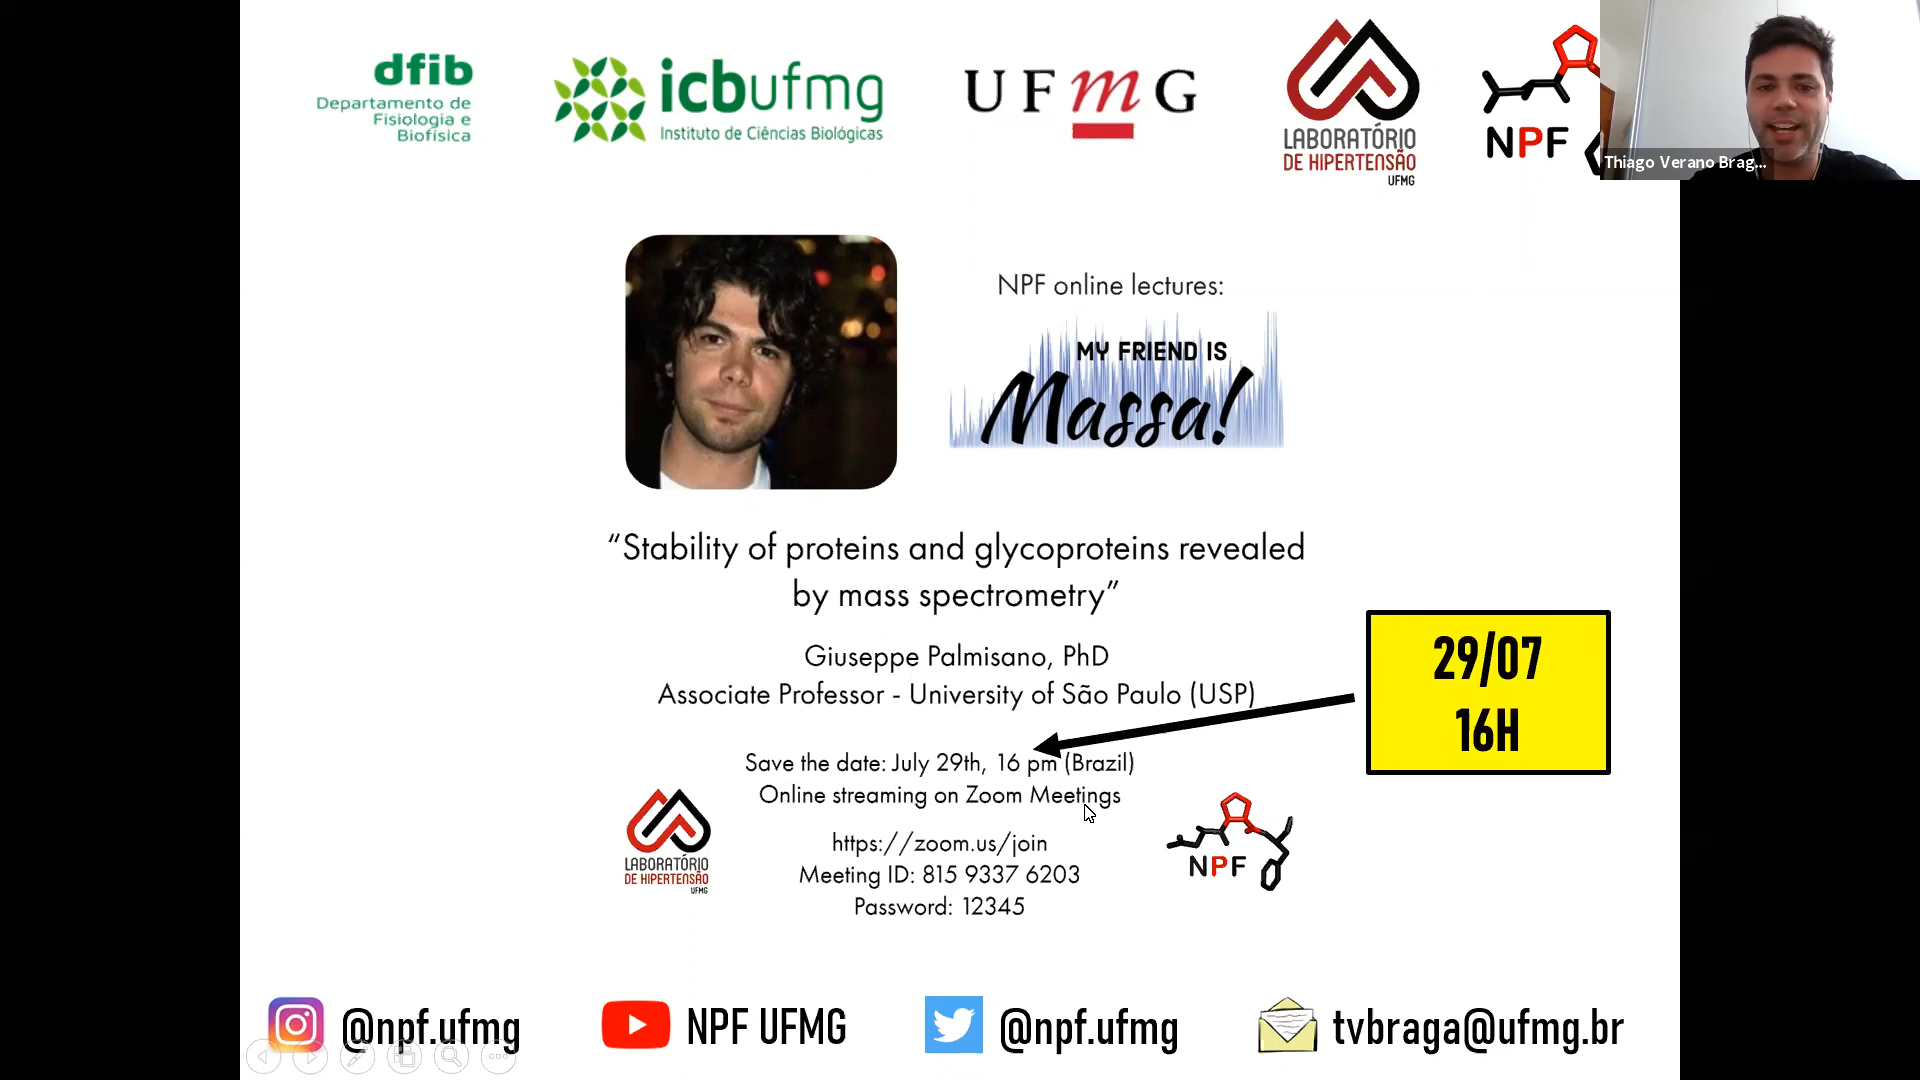 dfib
Departamento de
Fisiologia e
Biofísica
icbufmg
Instituto de Ciências Biológicas
UFmG
LABORATÓRIO
DE HIPERTENSÃO
UFMG
NPF
Thiago Verano Brag...
NPF online lectures:
MY FRIEND IS
Massa!
“Stability of proteins and glycoproteins revealed
by mass spectrometry”
Giuseppe Palmisano, PhD
Associate Professor - University of São Paulo (USP)
29/07
16H
Save the date: July 29th, 16 pm (Brazil)
Online streaming on Zoom Meetings
https://zoom.us/join
Meeting ID: 815 9337 6203
Password: 12345
LABORATÓRIO
DE HIPERTENSÃO
UFMG
NPF
@npf.ufmg
NPF UFMG
@npf.ufmg
tvbraga@ufmg.br